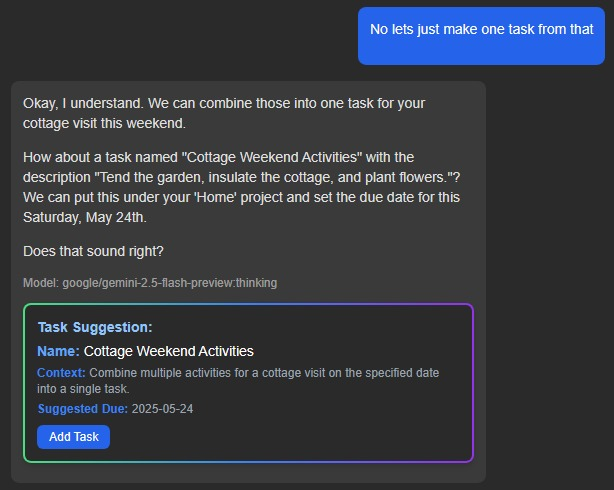 No lets just make one task from that
Okay, I understand. We can combine those into one task for your
cottage visit this weekend.
How about a task named "Cottage Weekend Activities" with the
description "Tend the garden, insulate the cottage, and plant flowers."?
We can put this under your 'Home' project and set the due date for this
Saturday, May 24th.
Does that sound right?
Model: google/gemini-2.5-flash-preview:thinking
Task Suggestion:
Name: Cottage Weekend Activities
Context: Combine multiple activities for a cottage visit on the specified date
into a single task.
Suggested Due: 2025-05-24
Add Task